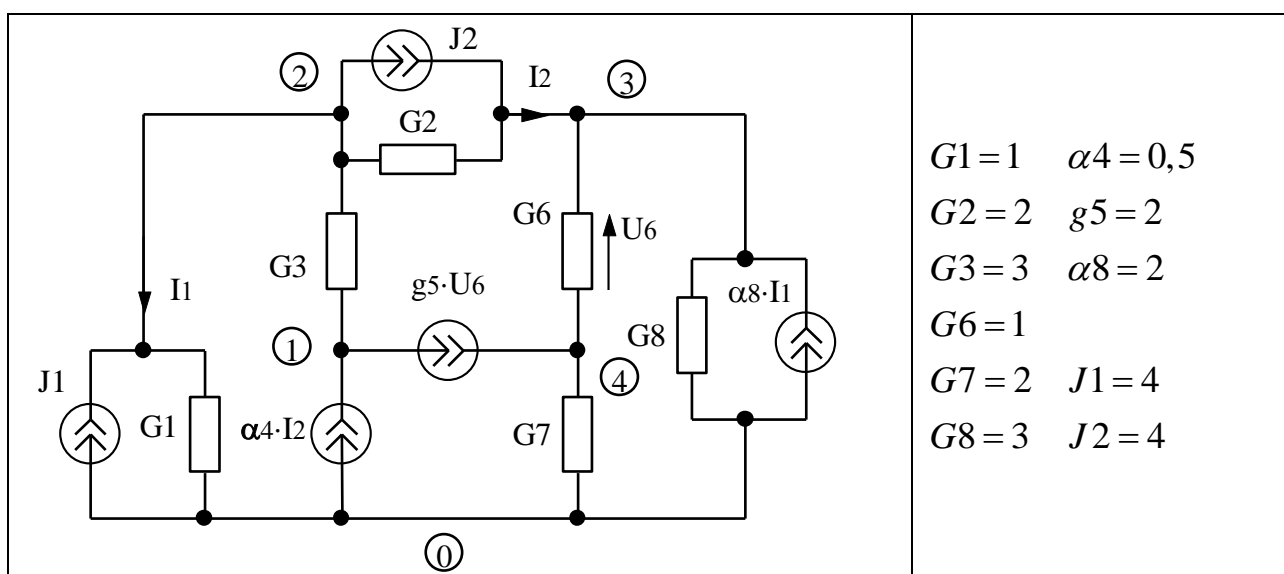 J2
2
I2
3
G2
G6
U6
G3
g5·U6
α8·I1
I1
G8
1
4
J1
G1
α4·I2
G7
0
G1=1 α4=0,5
G2=2 g5=2
G3=3 α8=2
G6=1
G7=2 J1=4
G8=3 J2=4